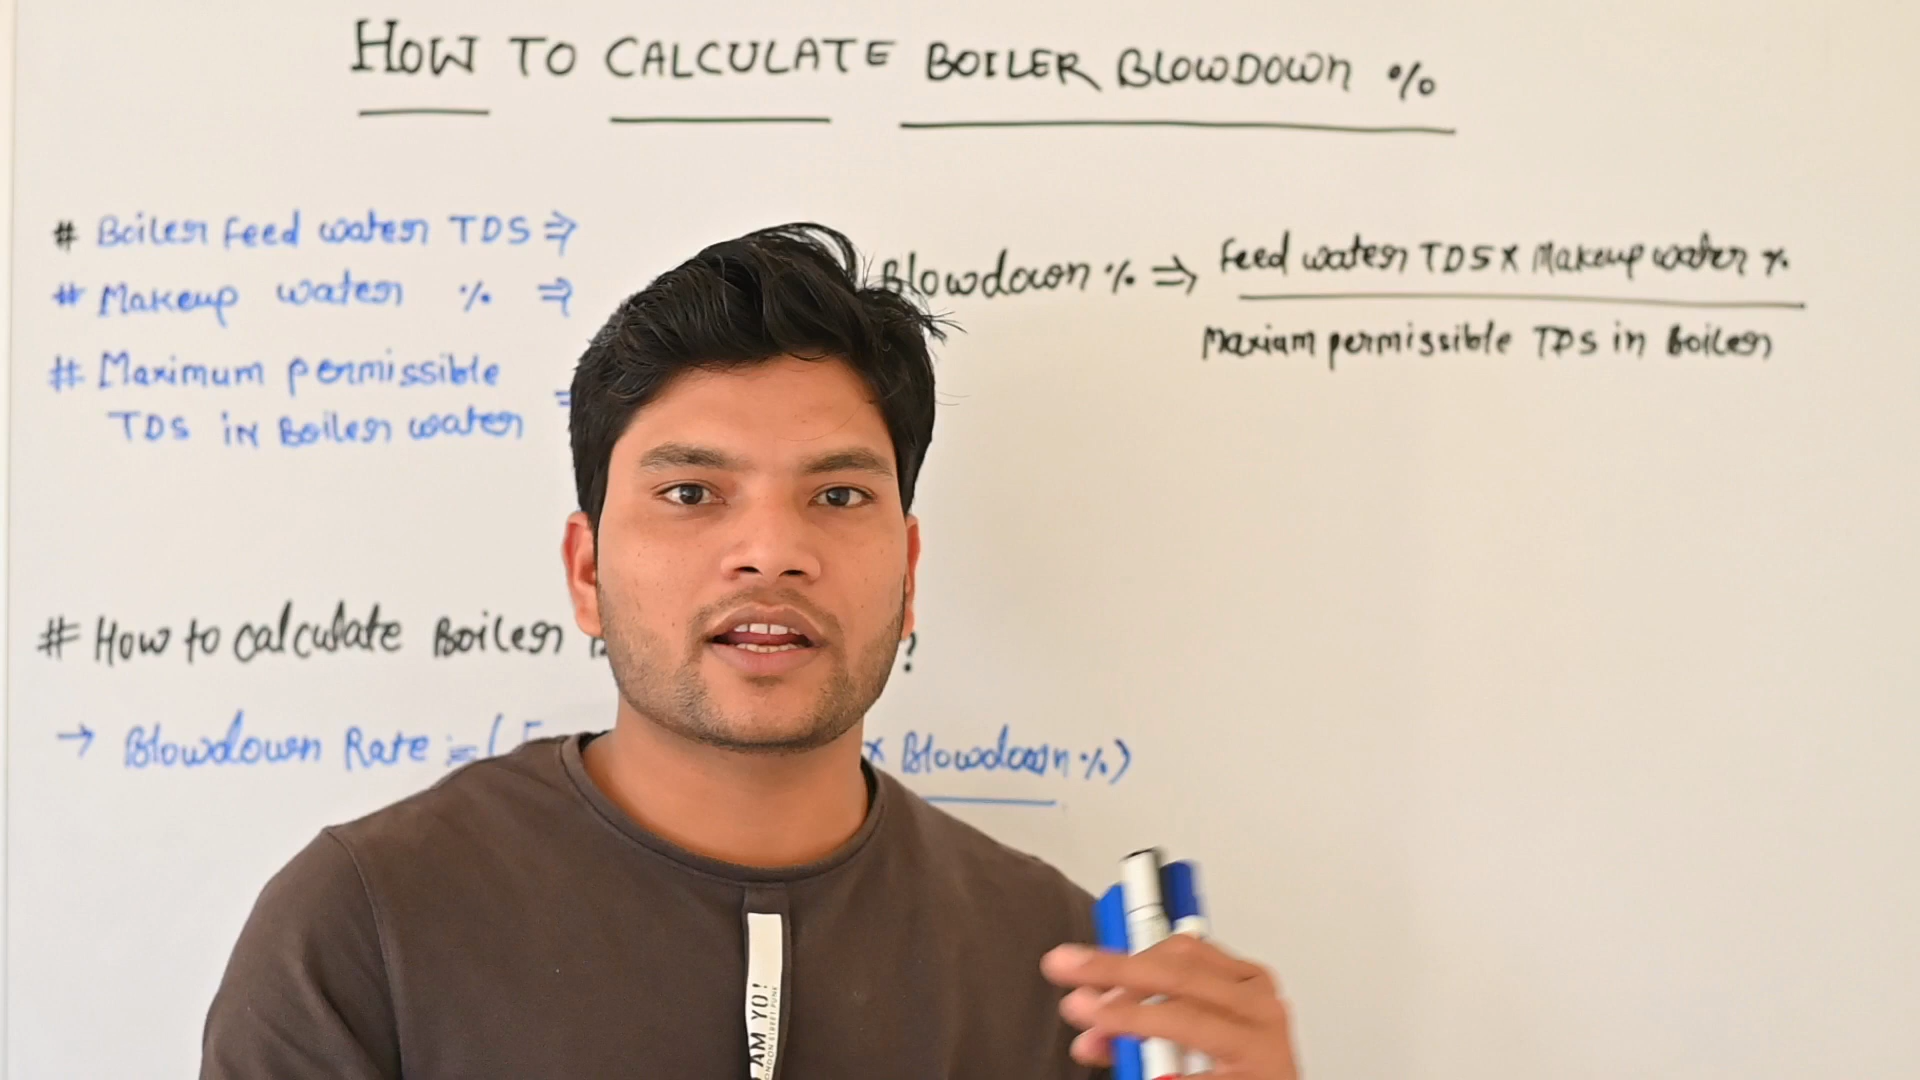 HOW TO CALCULATE BOILER BLOWDOWN %
# Boiler Feed water TDS ⇒
# Makeup water % ⇒
# Maximum permissible
TDS in Boiler water =
Blowdown % ⇒ Feed water TDS x Makeup water %
Maxiam permissible TDS in Boiler
# How to calculate Boiler ?
→ Blowdown Rate = ( x Blowdown %)
AM YO!